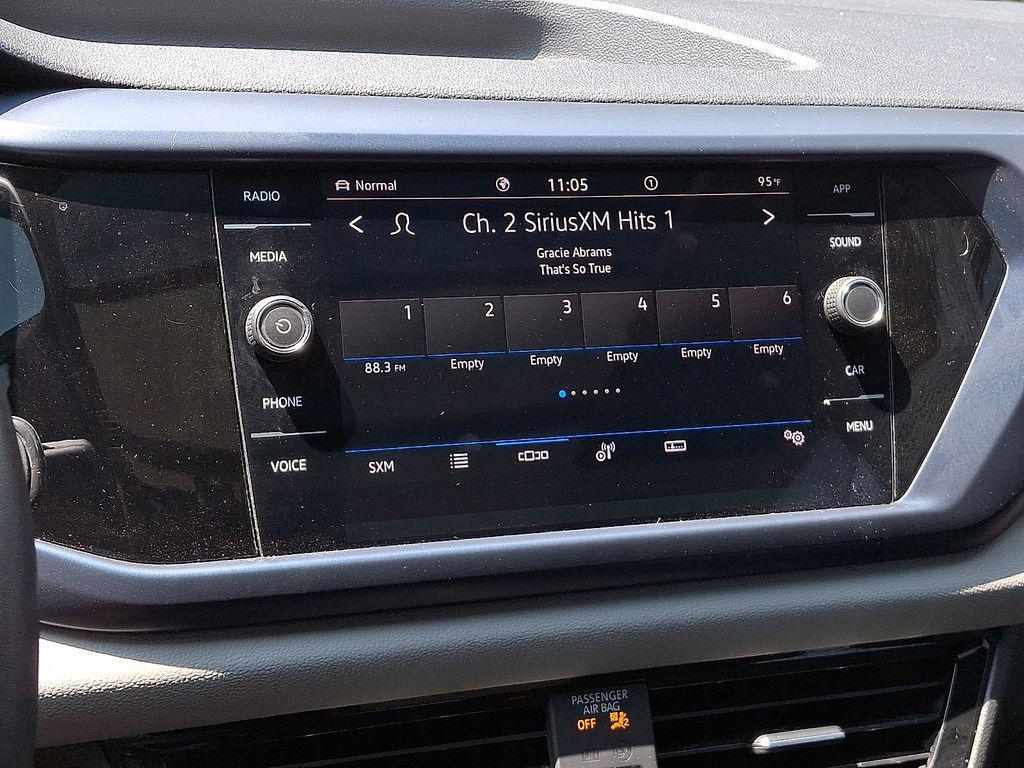 RADIO
MEDIA
PHONE
VOICE
Normal
11:05
1
95°F
Ch. 2 SiriusXM Hits 1
Gracie Abrams
That's So True
1 2 3 4 5 6
88.3 FM Empty Empty Empty Empty Empty
SXM
APP
SOUND
CAR
MENU
PASSENGER
AIR BAG
OFF
ON